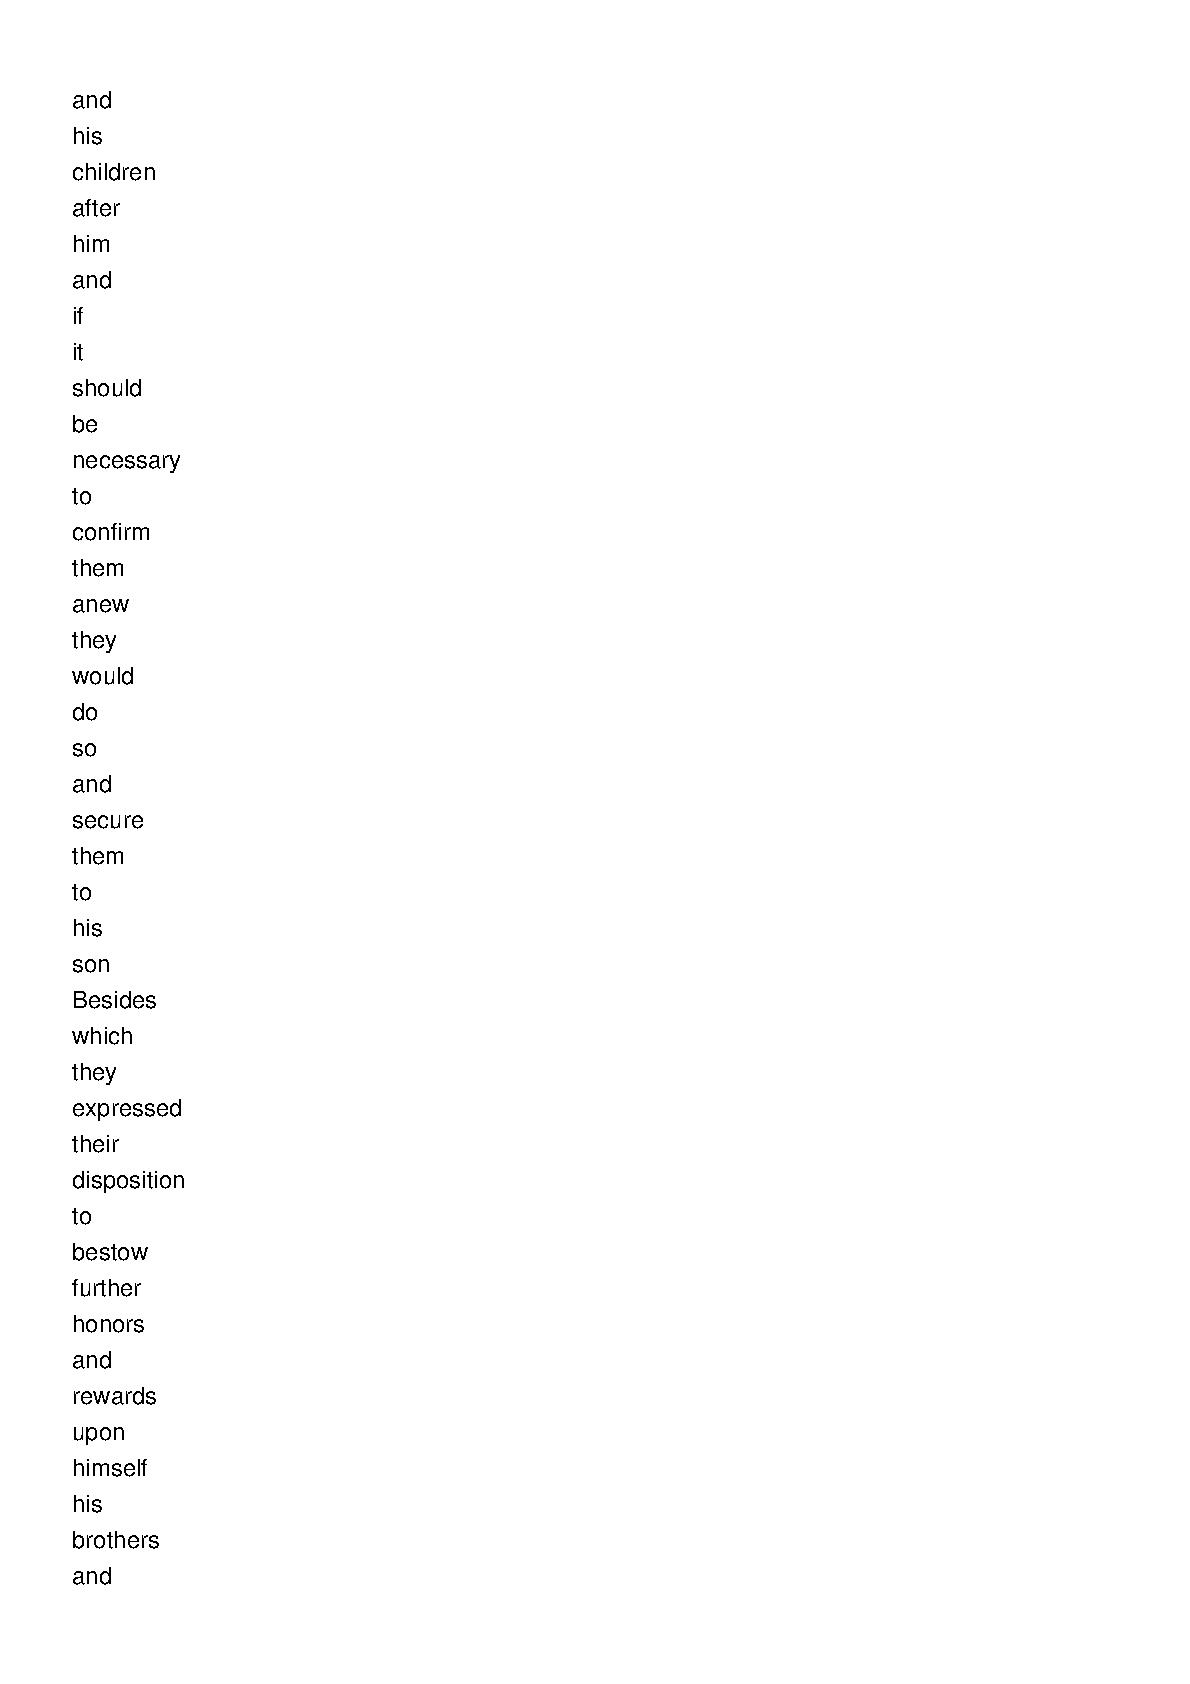 and
his
children
after
him
and
if
it
should
be
necessary
to
confirm
them
anew
they
would
do
so
and
secure
them
to
his
son
Besides
which
they
expressed
their
disposition
to
bestow
further
honors
and
rewards
upon
himself
his
brothers
and